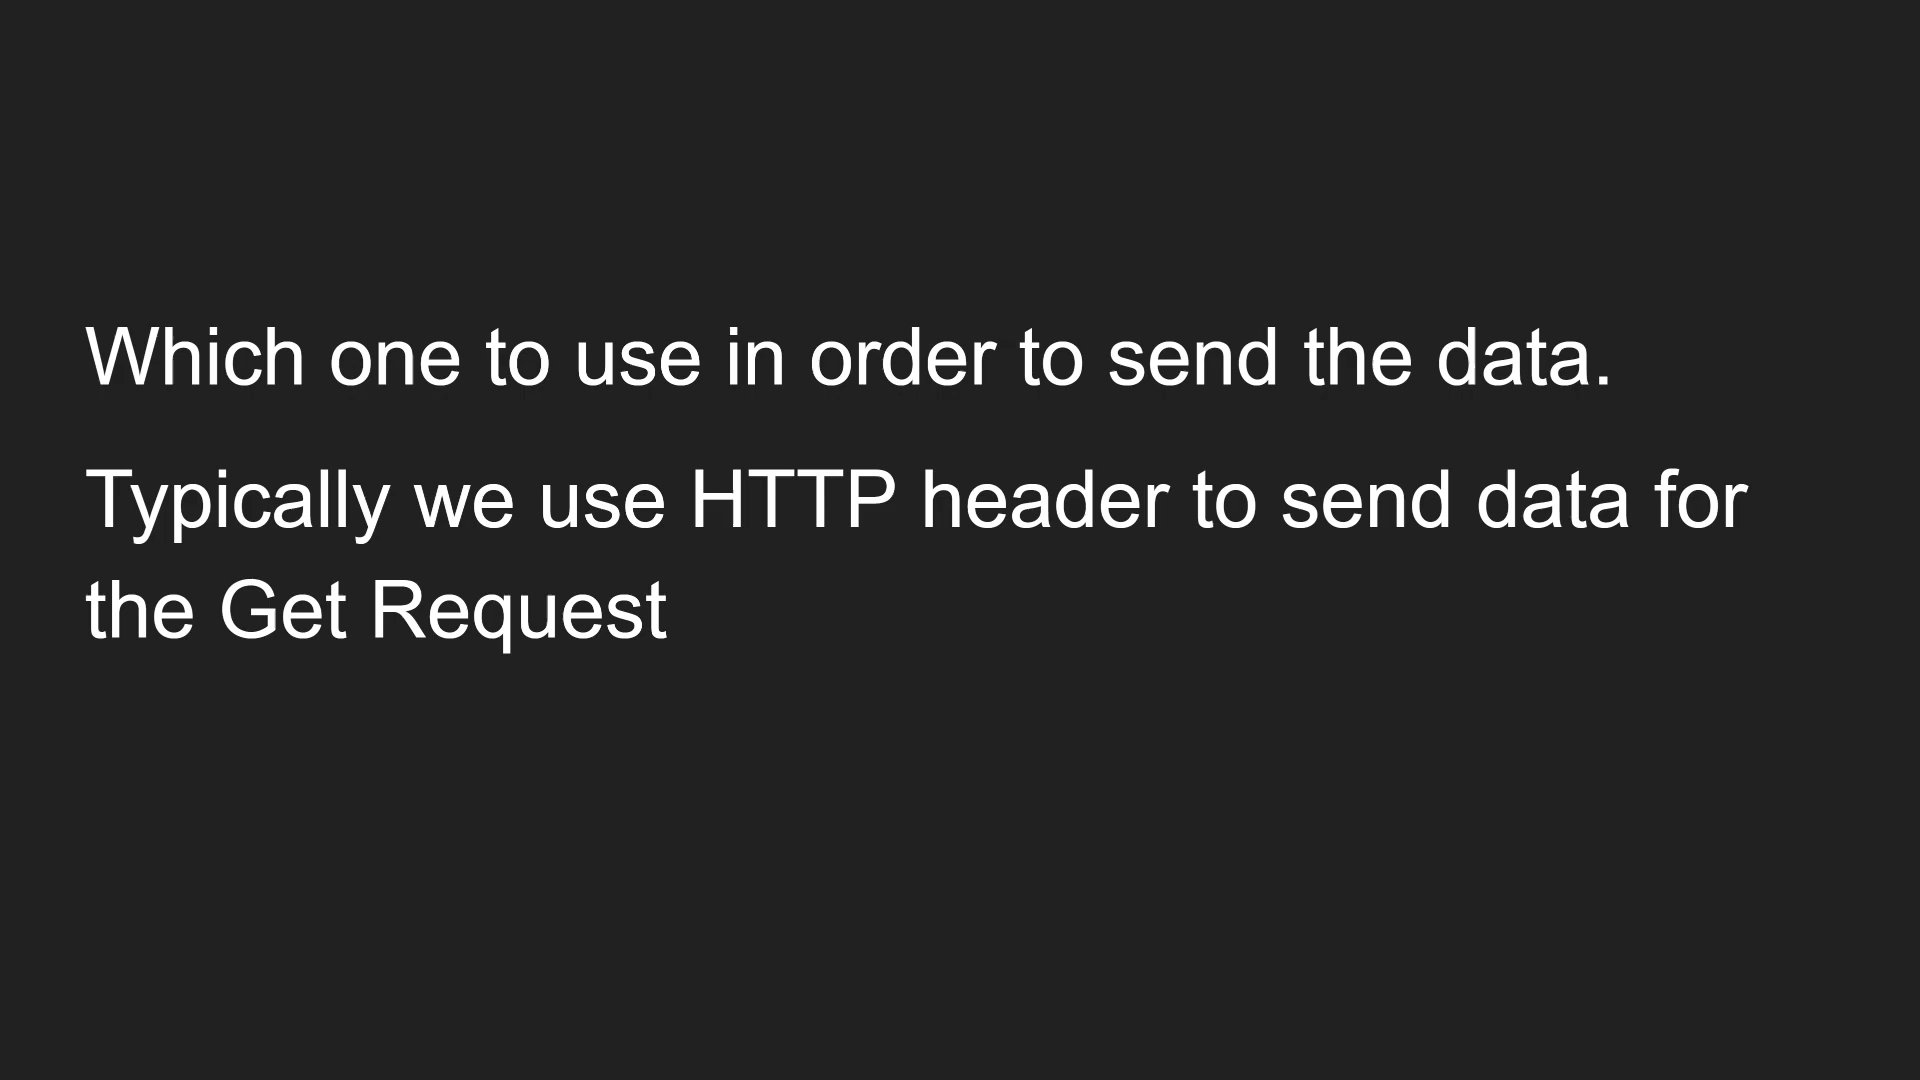 Which one to use in order to send the data.
Typically we use HTTP header to send data for
the Get Request